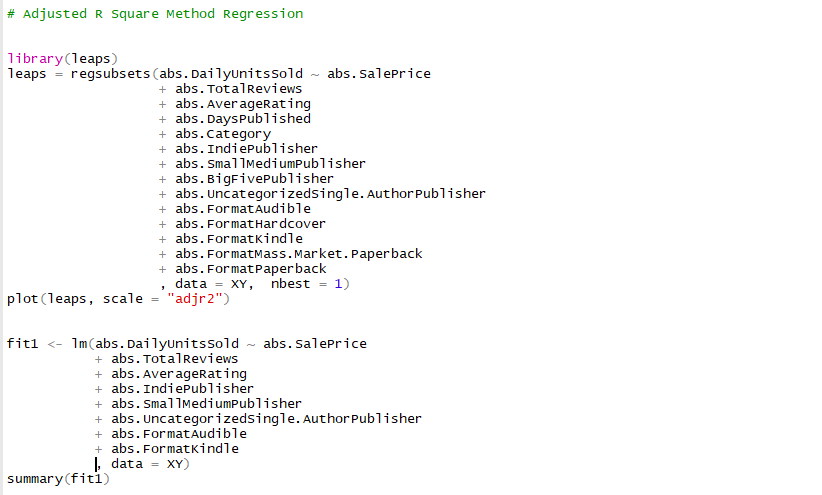 # Adjusted R Square Method Regression
library(leaps)
leaps = regsubsets(abs.DailyUnitsSold ~ abs.SalePrice
+ abs.TotalReviews
+ abs.AverageRating
+ abs.DaysPublished
+ abs.Category
+ abs.IndiePublisher
+ abs.SmallMediumPublisher
+ abs.BigFivePublisher
+ abs.UncategorizedSingle.AuthorPublisher
+ abs.FormatAudible
+ abs.FormatHardcover
+ abs.FormatKindle
+ abs.FormatMass.Market.Paperback
+ abs.FormatPaperback
, data = XY,  nbest = 1)
plot(leaps, scale = "adjr2")
fit1 <- lm(abs.DailyUnitsSold ~ abs.SalePrice
+ abs.TotalReviews
+ abs.AverageRating
+ abs.IndiePublisher
+ abs.SmallMediumPublisher
+ abs.UncategorizedSingle.AuthorPublisher
+ abs.FormatAudible
+ abs.FormatKindle
, data = XY)
summary(fit1)